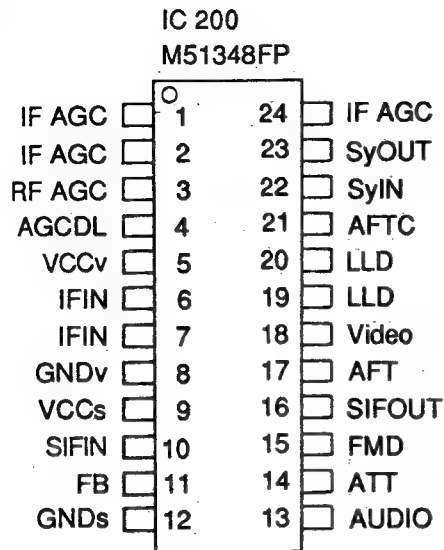 IC 200
M51348FP
IF AGC 1 24 IF AGC
IF AGC 2 23 SyOUT
RF AGC 3 22 SyIN
AGCDL 4 21 AFTC
VCCv 5 20 LLD
IFIN 6 19 LLD
IFIN 7 18 Video
GNDv 8 17 AFT
VCCs 9 16 SIFOUT
SIFIN 10 15 FMD
FB 11 14 ATT
GNDs 12 13 AUDIO